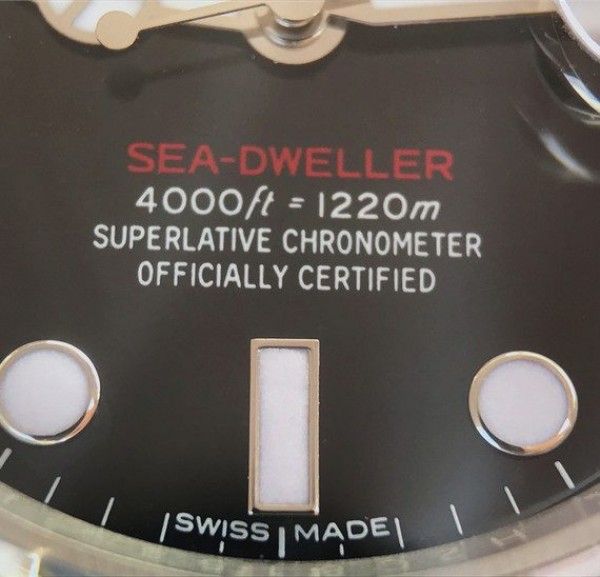 SEA-DWELLER
4000ft = 1220m
SUPERLATIVE CHRONOMETER
OFFICIALLY CERTIFIED
SWISS MADE